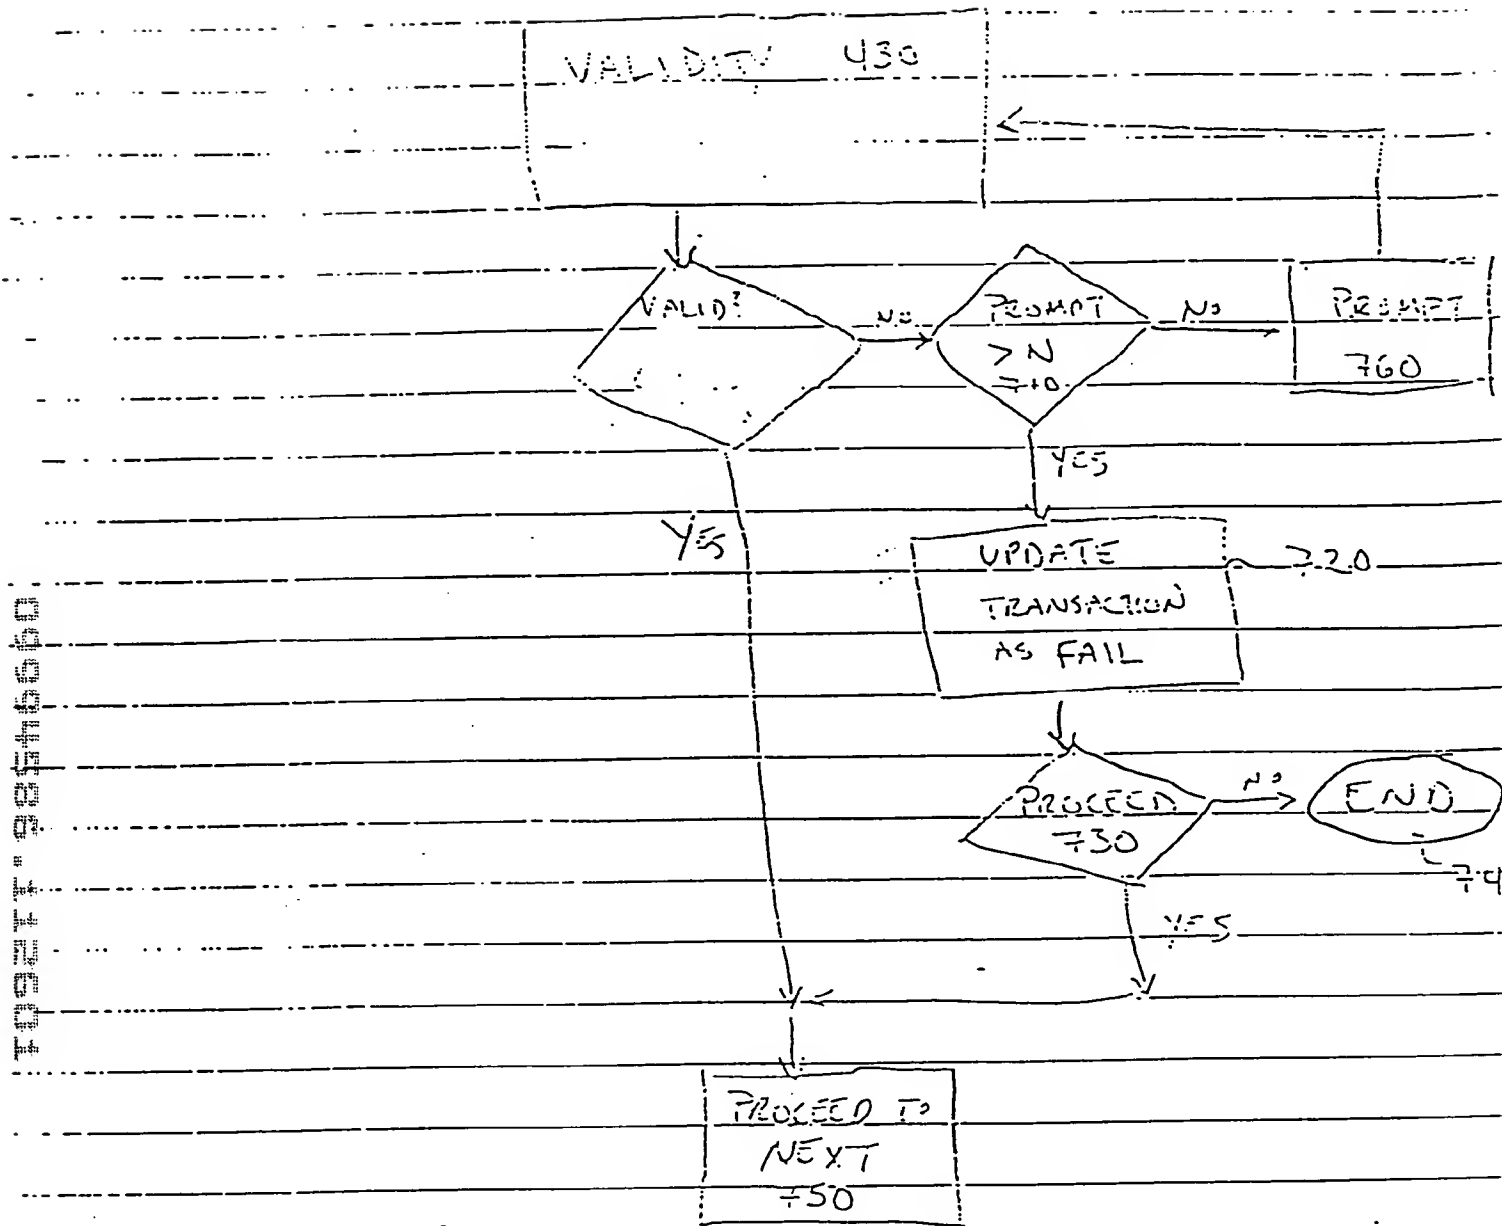 VALIDITY 430
VALID?
NO
PROMPT
> N
710
NO
PROMPT
760
YES
YES
UPDATE
TRANSACTION
AS FAIL
720
PROCEED
730
NO
END
74
YES
PROCEED TO
NEXT
750